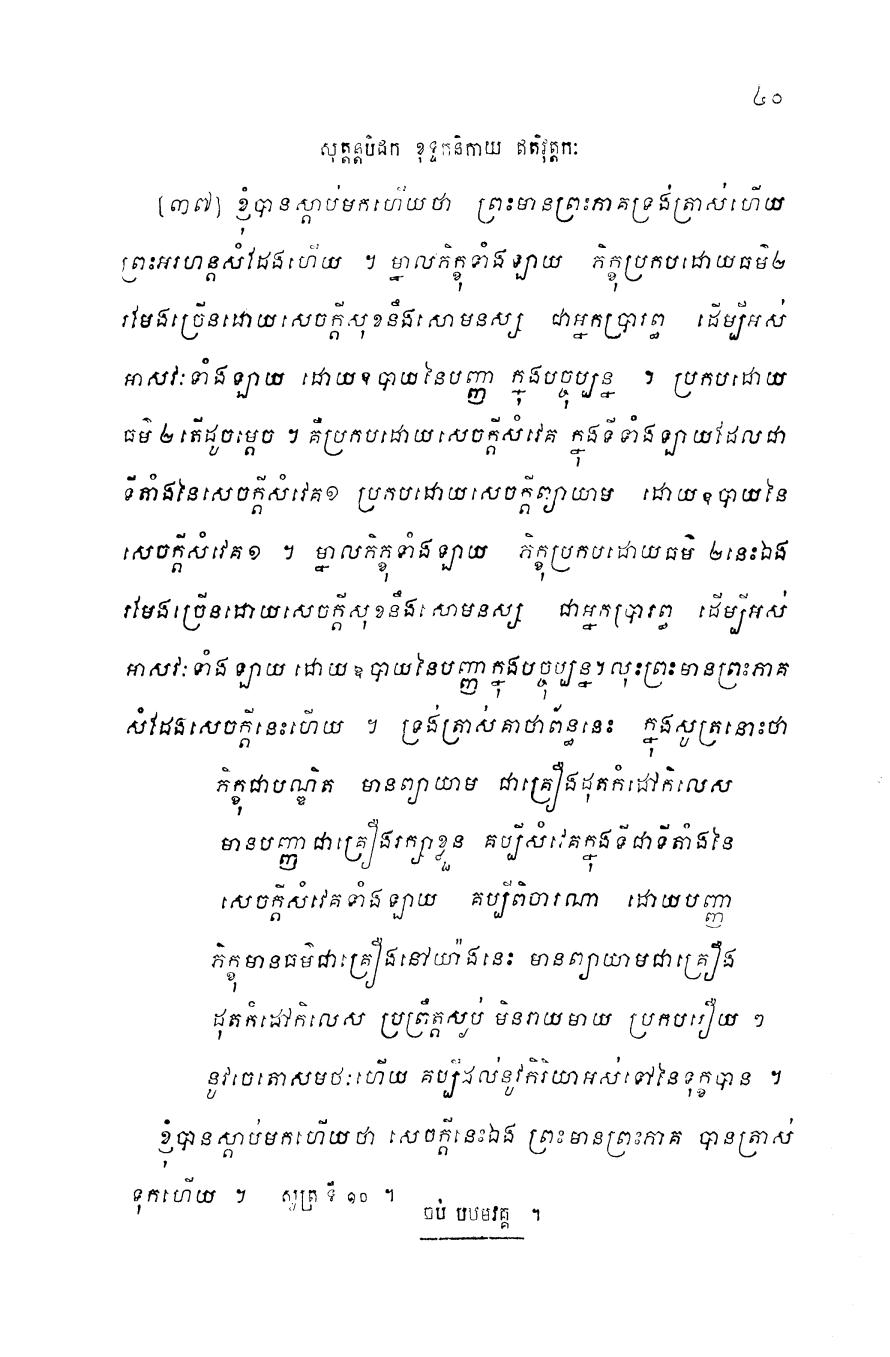 ៤០
សុត្តន្តបិដក ខុទ្ទកនិកាយ ឥតិវុត្តកៈ
[៣៧] ខ្ញុំបានស្តាប់មកហើយថា ព្រះមានព្រះភាគទ្រង់ត្រាស់ហើយ
ព្រះអរហន្តសំដែងហើយ ។ ម្នាលភិក្ខុទាំងឡាយ ភិក្ខុប្រកបដោយធម៌២
រមែងច្រើនដោយសេចក្តីសុខនឹងសោមនស្ស ជាអ្នកប្រារព្ធ ដើម្បីអស់
អាសវៈទាំងឡាយ ដោយឧបាយនៃបញ្ញា ក្នុងបច្ចុប្បន្ន ។ ប្រកបដោយ
ធម៌២តើដូចម្តេច ។ គឺប្រកបដោយសេចក្តីសំវេគ ក្នុងទីទាំងឡាយដែលជា
ទីតាំងនៃសេចក្តីសំវេគ១ ប្រកបដោយសេចក្តីព្យាយាម ដោយឧបាយនៃ
សេចក្តីសំវេគ១ ។ ម្នាលភិក្ខុទាំងឡាយ ភិក្ខុប្រកបដោយធម៌ ២នេះឯង
រមែងច្រើនដោយសេចក្តីសុខនឹងសោមនស្ស ជាអ្នកប្រារព្ធ ដើម្បីអស់
អាសវៈទាំងឡាយ ដោយឧបាយនៃបញ្ញាក្នុងបច្ចុប្បន្ន។ លុះព្រះមានព្រះភាគ
សំដែងសេចក្តីនេះហើយ ។ ទ្រង់ត្រាស់គាថាព័ន្ធនេះ ក្នុងសូត្រនោះថា
ភិក្ខុជាបណ្ឌិត មានព្យាយាម ជាគ្រឿងដុតកំដៅកិលេស
មានបញ្ញាជាគ្រឿងរក្សាខ្លួន គប្បីសំវេគក្នុងទីជាទីតាំងនៃ
សេចក្តីសំវេគទាំងឡាយ គប្បីពិចារណា ដោយបញ្ញា
ភិក្ខុមានធម៌ជាគ្រឿងនៅយ៉ាងនេះ មានព្យាយាមជាគ្រឿង
ដុតកំដៅកិលេស ប្រព្រឹត្តស្ងប់ មិនរាយមាយ ប្រកបរឿយ ៗ
នូវចេតោសមថៈហើយ គប្បីដល់នូវកិរិយាអស់ទៅនៃទុក្ខបាន ។
ខ្ញុំបានស្តាប់មកហើយថា សេចក្តីនេះឯង ព្រះមានព្រះភាគ បានត្រាស់
ទុកហើយ ។ សូត្រ ទី ១០ ។
ចប់ បឋមវគ្គ ។